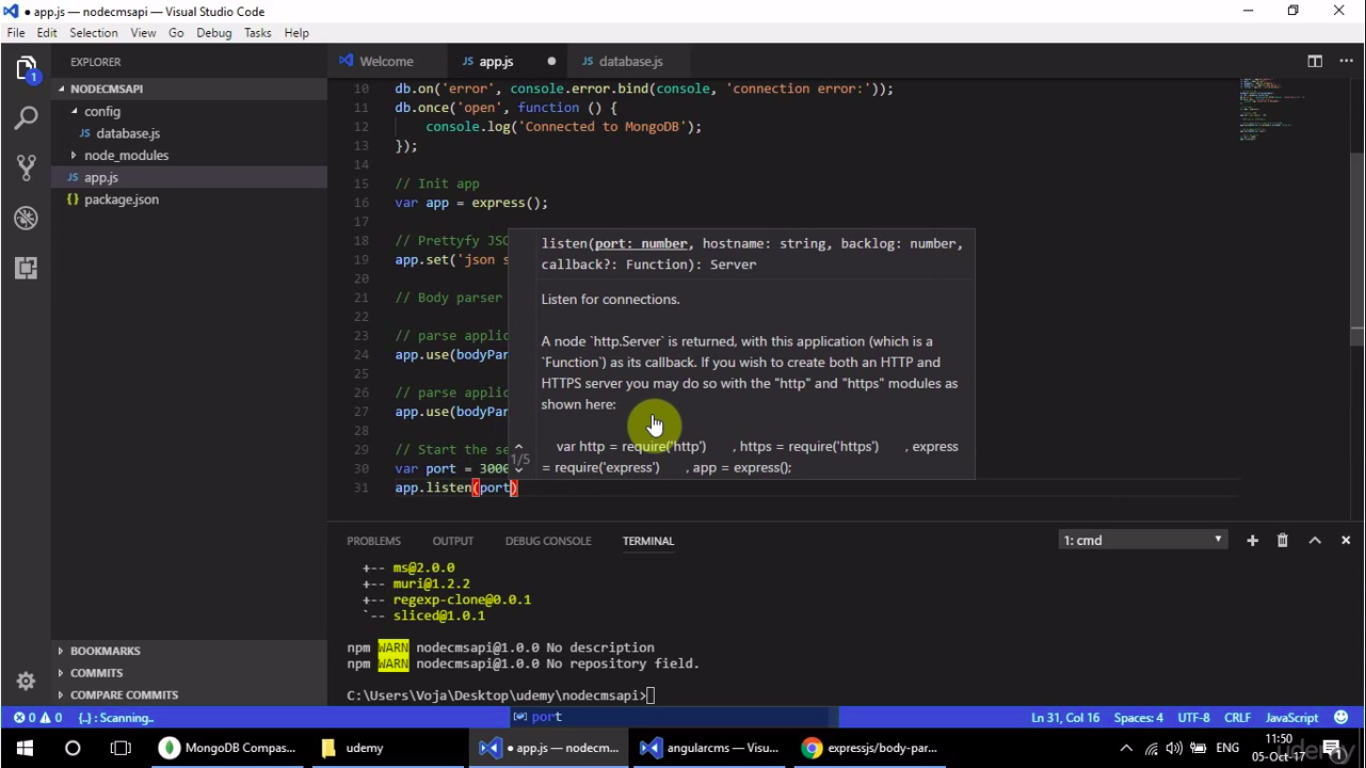 app.js — nodecmsapi — Visual Studio Code
File Edit Selection View Go Debug Tasks Help
EXPLORER
Welcome
JS app.js
JS database.js
NODECMSAPI
config
JS database.js
node_modules
JS app.js
{} package.json
BOOKMARKS
COMMITS
COMPARE COMMITS
10 db.on('error', console.error.bind(console, 'connection error:'));
11 db.once('open', function () {
12 console.log('Connected to MongoDB');
13 });
14
15 // Init app
16 var app = express();
17
18 // Prettyfy JSO
19 app.set('json s
20
21 // Body parser
22
23 // parse applic
24 app.use(bodyPar
25
26 // parse applic
27 app.use(bodyPar
28
29 // Start the se
30 var port = 3000
31 app.listen(port)
listen(port: number, hostname: string, backlog: number,
callback?: Function): Server
Listen for connections.
A node `http.Server` is returned, with this application (which is a
`Function`) as its callback. If you wish to create both an HTTP and
HTTPS server you may do so with the "http" and "https" modules as
shown here:
var http = require('http') , https = require('https') , express
= require('express') , app = express();
1/5
PROBLEMS OUTPUT DEBUG CONSOLE TERMINAL
1: cmd
+-- ms@2.0.0
+-- muri@1.2.2
+-- regexp-clone@0.0.1
`-- sliced@1.0.1
npm WARN nodecmsapi@1.0.0 No description
npm WARN nodecmsapi@1.0.0 No repository field.
C:\Users\Voja\Desktop\udemy\nodecmsapi>
0 0 {..} : Scanning..
port
Ln 31, Col 16 Spaces: 4 UTF-8 CRLF JavaScript
MongoDB Compas...
udemy
app.js — nodecm...
angularcms — Visu...
expressjs/body-par...
ENG
11:50
05-Oct-17
udemy
1
1